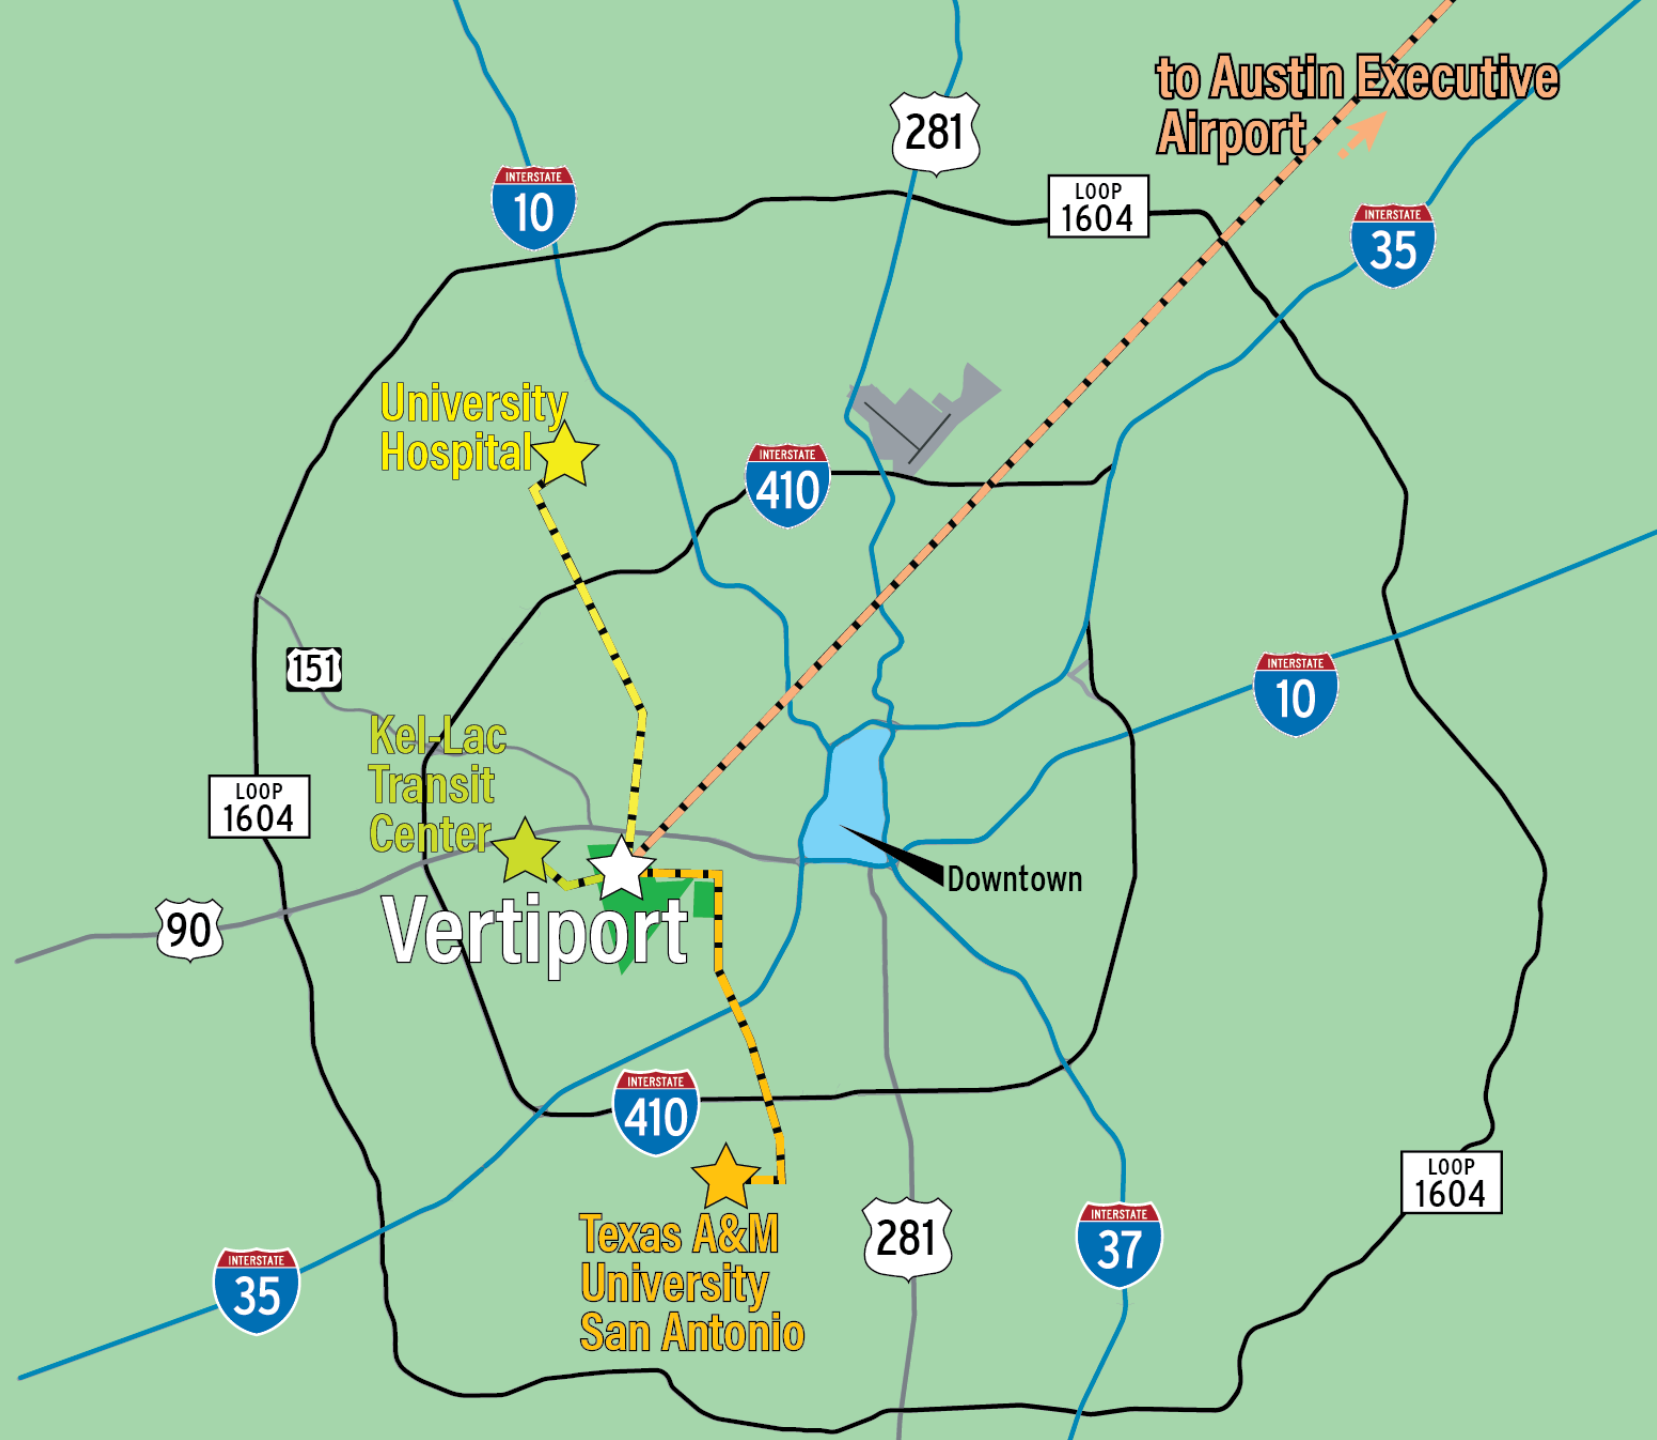 to Austin Executive
Airport
281
INTERSTATE
10
LOOP
1604
INTERSTATE
35
University
Hospital
INTERSTATE
410
151
INTERSTATE
10
Kel-Lac
Transit
Center
LOOP
1604
Downtown
90
Vertiport
INTERSTATE
410
LOOP
1604
281
INTERSTATE
37
Texas A&M
University
San Antonio
INTERSTATE
35